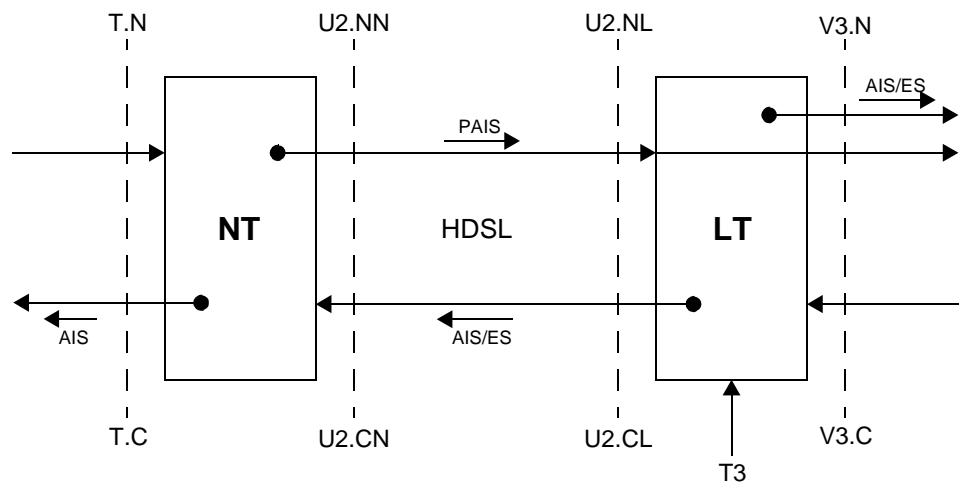 T.N U2.NN U2.NL V3.N
AIS/ES
PAIS
NT HDSL LT
AIS AIS/ES
T.C U2.CN U2.CL V3.C
T3